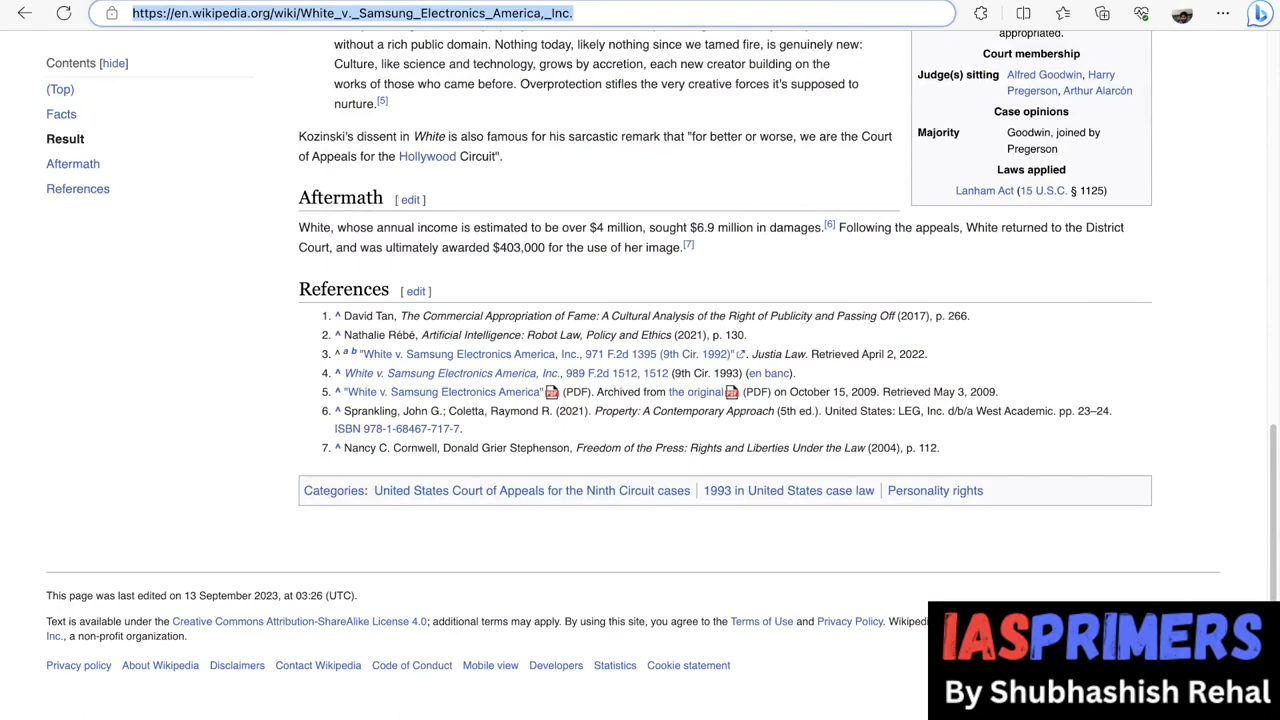 https://en.wikipedia.org/wiki/White_v._Samsung_Electronics_America,_Inc.
Contents [hide]
(Top)
Facts
Result
Aftermath
References
without a rich public domain. Nothing today, likely nothing since we tamed fire, is genuinely new:
Culture, like science and technology, grows by accretion, each new creator building on the
works of those who came before. Overprotection stifles the very creative forces it's supposed to
nurture.[5]
Kozinski's dissent in White is also famous for his sarcastic remark that "for better or worse, we are the Court
of Appeals for the Hollywood Circuit".
appropriated.
Court membership
Judge(s) sitting Alfred Goodwin, Harry
Pregerson, Arthur Alarcón
Case opinions
Majority Goodwin, joined by
Pregerson
Laws applied
Lanham Act (15 U.S.C. § 1125)
Aftermath [ edit ]
White, whose annual income is estimated to be over $4 million, sought $6.9 million in damages.[6] Following the appeals, White returned to the District
Court, and was ultimately awarded $403,000 for the use of her image.[7]
References [ edit ]
1. ^ David Tan, The Commercial Appropriation of Fame: A Cultural Analysis of the Right of Publicity and Passing Off (2017), p. 266.
2. ^ Nathalie Rébé, Artificial Intelligence: Robot Law, Policy and Ethics (2021), p. 130.
3. ^ a b "White v. Samsung Electronics America, Inc., 971 F.2d 1395 (9th Cir. 1992)". Justia Law. Retrieved April 2, 2022.
4. ^ White v. Samsung Electronics America, Inc., 989 F.2d 1512, 1512 (9th Cir. 1993) (en banc).
5. ^ "White v. Samsung Electronics America" (PDF). Archived from the original (PDF) on October 15, 2009. Retrieved May 3, 2009.
6. ^ Sprankling, John G.; Coletta, Raymond R. (2021). Property: A Contemporary Approach (5th ed.). United States: LEG, Inc. d/b/a West Academic. pp. 23–24.
ISBN 978-1-68467-717-7.
7. ^ Nancy C. Cornwell, Donald Grier Stephenson, Freedom of the Press: Rights and Liberties Under the Law (2004), p. 112.
Categories: United States Court of Appeals for the Ninth Circuit cases | 1993 in United States case law | Personality rights
This page was last edited on 13 September 2023, at 03:26 (UTC).
Text is available under the Creative Commons Attribution-ShareAlike License 4.0; additional terms may apply. By using this site, you agree to the Terms of Use and Privacy Policy.
Inc., a non-profit organization.
Privacy policy About Wikipedia Disclaimers Contact Wikipedia Code of Conduct Mobile view Developers Statistics Cookie statement
IASPRIMERS
By Shubhashish Rehal